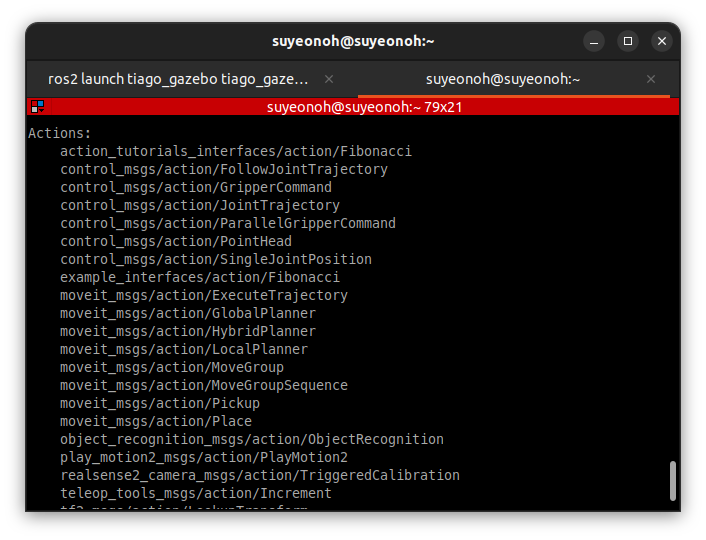 suyeonoh@suyeonoh:~
ros2 launch tiago_gazebo tiago_gaze...
suyeonoh@suyeonoh:~
suyeonoh@suyeonoh:~ 79x21
Actions:
action_tutorials_interfaces/action/Fibonacci
control_msgs/action/FollowJointTrajectory
control_msgs/action/GripperCommand
control_msgs/action/JointTrajectory
control_msgs/action/ParallelGripperCommand
control_msgs/action/PointHead
control_msgs/action/SingleJointPosition
example_interfaces/action/Fibonacci
moveit_msgs/action/ExecuteTrajectory
moveit_msgs/action/GlobalPlanner
moveit_msgs/action/HybridPlanner
moveit_msgs/action/LocalPlanner
moveit_msgs/action/MoveGroup
moveit_msgs/action/MoveGroupSequence
moveit_msgs/action/Pickup
moveit_msgs/action/Place
object_recognition_msgs/action/ObjectRecognition
play_motion2_msgs/action/PlayMotion2
realsense2_camera_msgs/action/TriggeredCalibration
teleop_tools_msgs/action/Increment
tf2_msgs/action/LookupTransform